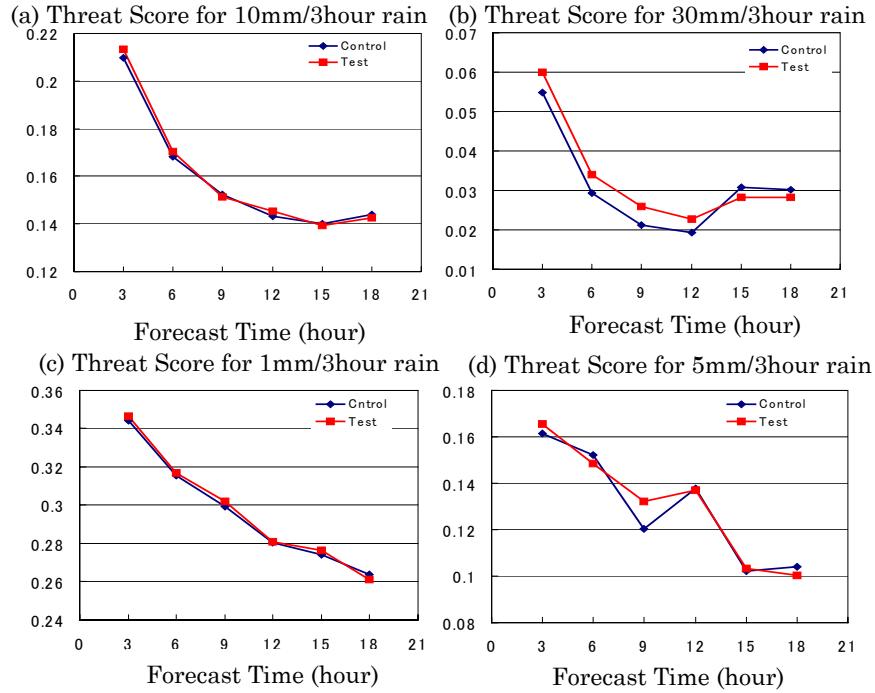 (a) Threat Score for 10mm/3hour rain
0.22
0.2
0.18
0.16
0.14
0.12
Control
Test
0 3 6 9 12 15 18 21
Forecast Time (hour)
(b) Threat Score for 30mm/3hour rain
0.07
0.06
0.05
0.04
0.03
0.02
0.01
Control
Test
0 3 6 9 12 15 18 21
Forecast Time (hour)
(c) Threat Score for 1mm/3hour rain
0.36
0.34
0.32
0.3
0.28
0.26
0.24
Cntrol
Test
0 3 6 9 12 15 18 21
Forecast Time (hour)
(d) Threat Score for 5mm/3hour rain
0.18
0.16
0.14
0.12
0.1
0.08
Control
Test
0 3 6 9 12 15 18 21
Forecast Time (hour)